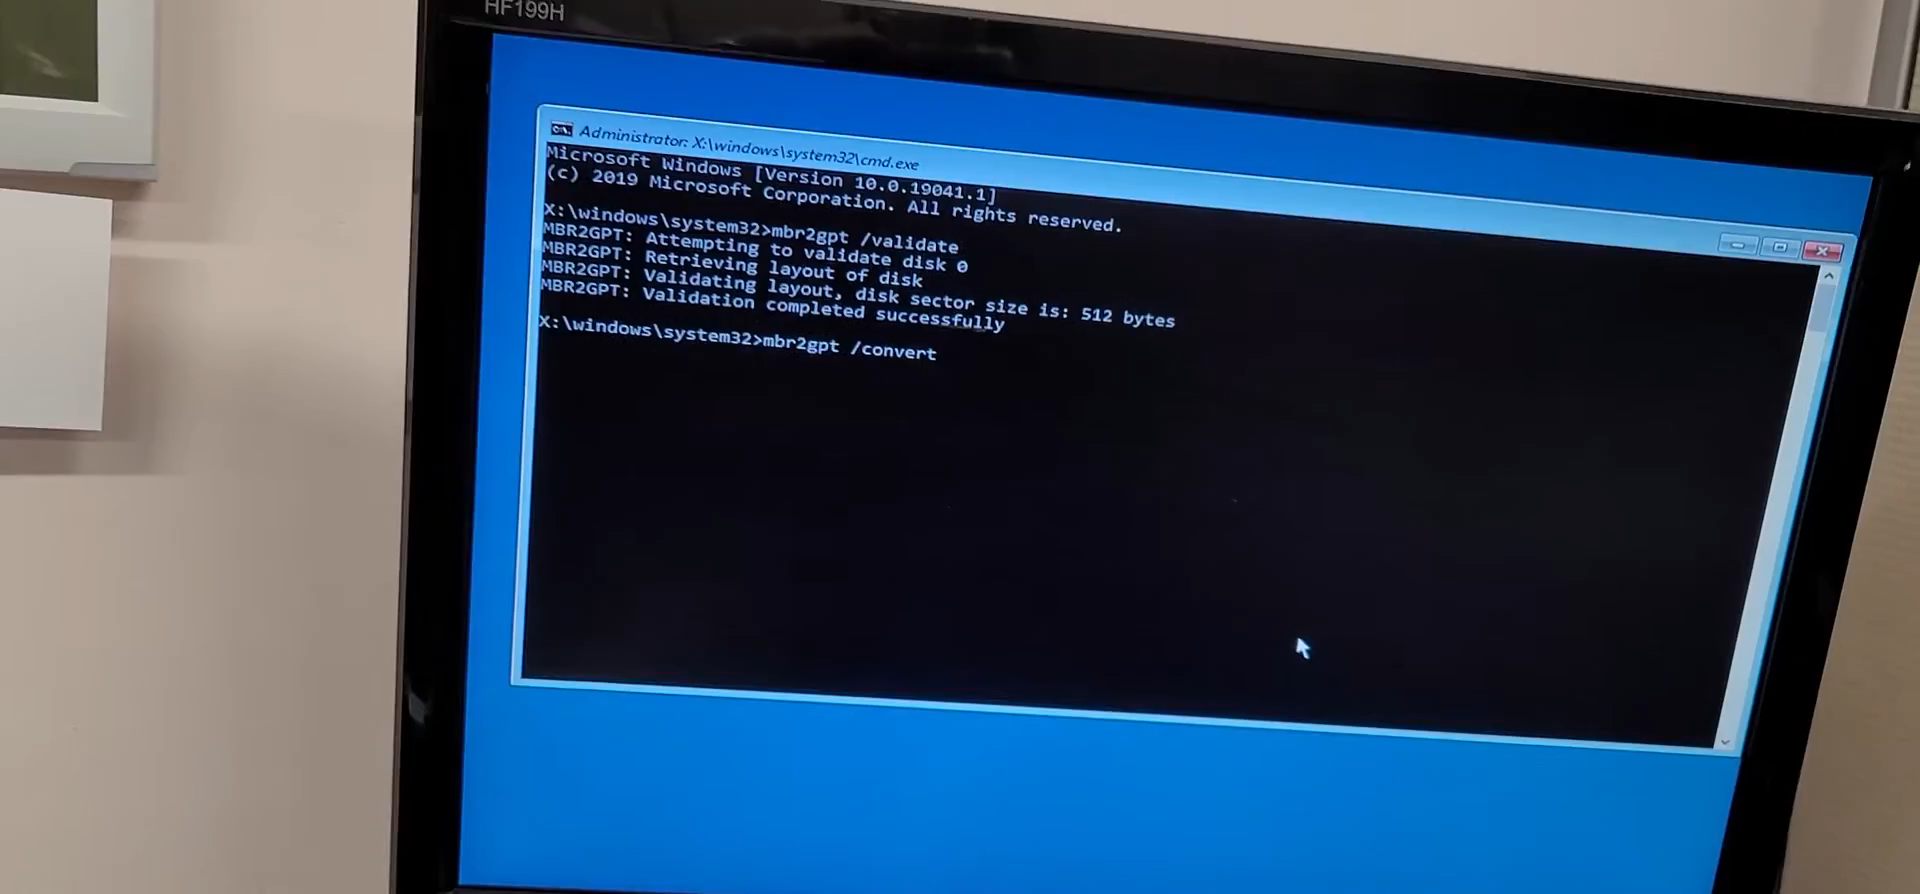 HF199H
Administrator: X:\windows\system32\cmd.exe
Microsoft Windows [Version 10.0.19041.1]
(c) 2019 Microsoft Corporation. All rights reserved.
X:\windows\system32>mbr2gpt /validate
MBR2GPT: Attempting to validate disk 0
MBR2GPT: Retrieving layout of disk
MBR2GPT: Validating layout, disk sector size is: 512 bytes
MBR2GPT: Validation completed successfully
X:\windows\system32>mbr2gpt /convert